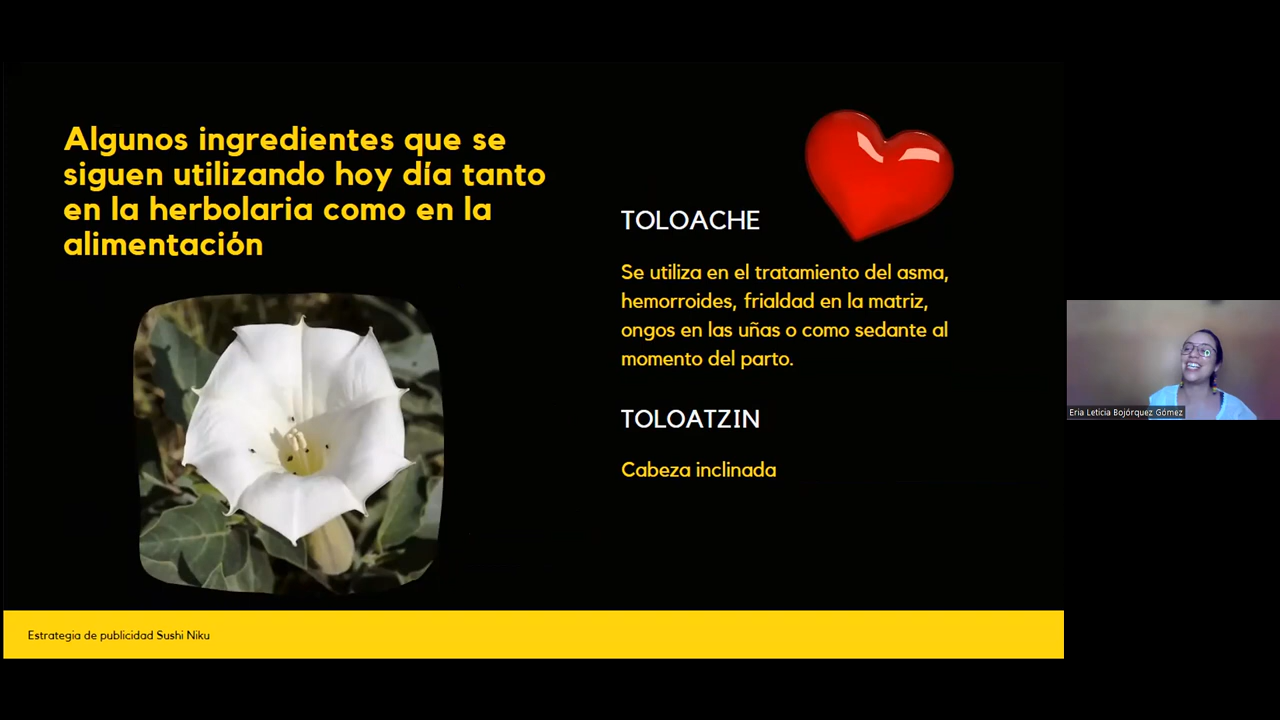 Algunos ingredientes que se
siguen utilizando hoy día tanto
en la herbolaria como en la
alimentación
TOLOACHE
Se utiliza en el tratamiento del asma,
hemorroides, frialdad en la matriz,
ongos en las uñas o como sedante al
momento del parto.
TOLOATZIN
Cabeza inclinada
Eria Leticia Bojórquez Gómez
Estrategia de publicidad Sushi Niku